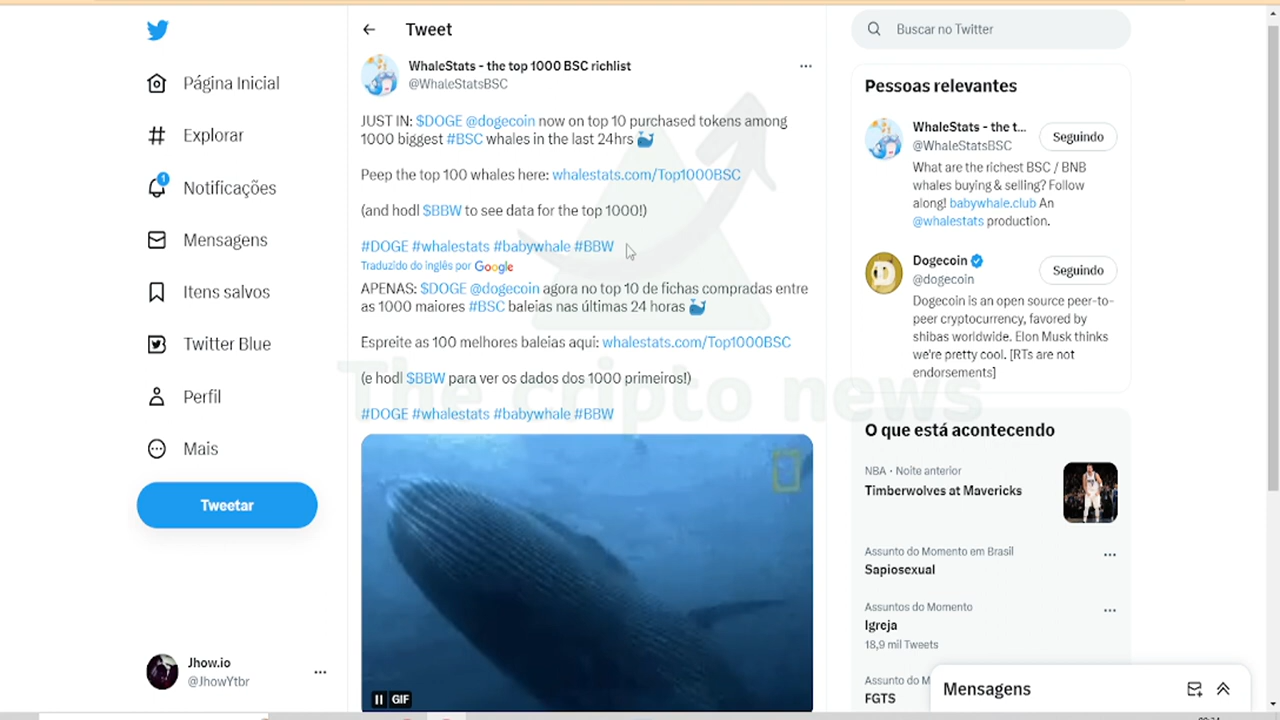 Tweet
Página Inicial
Explorar
1
Notificações
Mensagens
Itens salvos
Twitter Blue
Perfil
Mais
Tweetar
Jhow.io
@JhowYtbr
WhaleStats - the top 1000 BSC richlist
@WhaleStatsBSC
JUST IN: $DOGE @dogecoin now on top 10 purchased tokens among
1000 biggest #BSC whales in the last 24hrs 🐳
Peep the top 100 whales here: whalestats.com/Top1000BSC
(and hodl $BBW to see data for the top 1000!)
#DOGE #whalestats #babywhale #BBW
Traduzido do inglês por Google
APENAS: $DOGE @dogecoin agora no top 10 de fichas compradas entre
as 1000 maiores #BSC baleias nas últimas 24 horas 🐳
Espreite as 100 melhores baleias aqui: whalestats.com/Top1000BSC
(e hodl $BBW para ver os dados dos 1000 primeiros!)
#DOGE #whalestats #babywhale #BBW
GIF
The cripto news
Buscar no Twitter
Pessoas relevantes
WhaleStats - the t...
@WhaleStatsBSC
Seguindo
What are the richest BSC / BNB
whales buying & selling? Follow
along! babywhale.club An
@whalestats production.
Dogecoin
@dogecoin
Seguindo
Dogecoin is an open source peer-to-
peer cryptocurrency, favored by
shibas worldwide. Elon Musk thinks
we're pretty cool. [RTs are not
endorsements]
O que está acontecendo
NBA · Noite anterior
Timberwolves at Mavericks
Assunto do Momento em Brasil
Sapiosexual
Assuntos do Momento
Igreja
18,9 mil Tweets
Assunto do M
FGTS
Mensagens